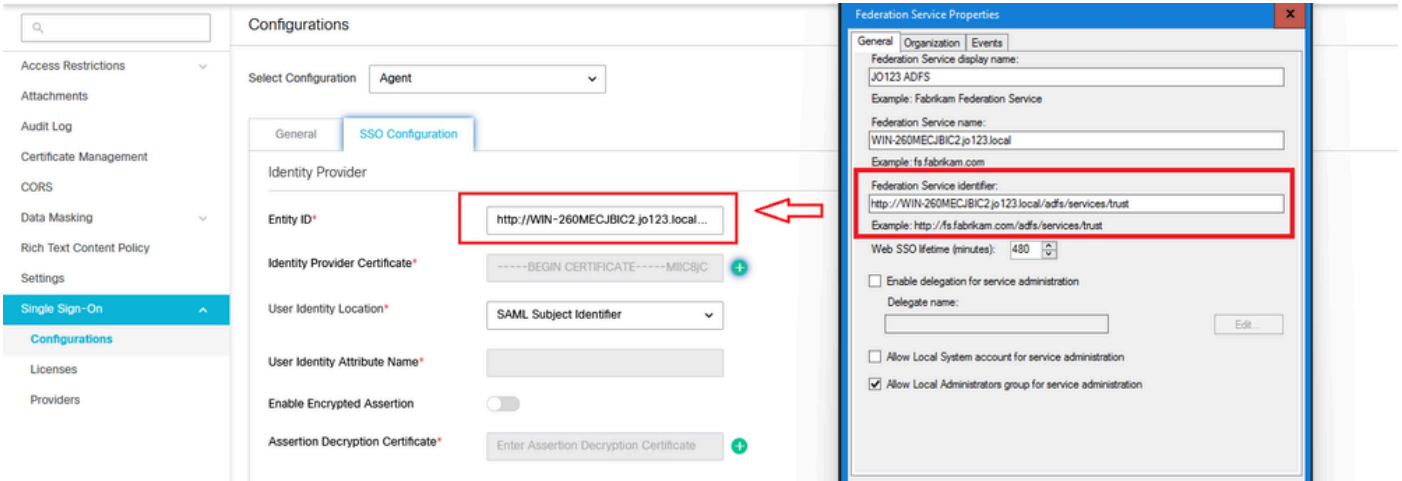 Access Restrictions
Attachments
Audit Log
Certificate Management
CORS
Data Masking
Rich Text Content Policy
Settings
Single Sign-On
Configurations
Licenses
Providers
Configurations
Select Configuration Agent
General SSO Configuration
Identity Provider
Entity ID* http://WIN-260MECJBIC2.jo123.local...
Identity Provider Certificate* -----BEGIN CERTIFICATE-----MIIC8jC
User Identity Location* SAML Subject Identifier
User Identity Attribute Name*
Enable Encrypted Assertion
Assertion Decryption Certificate* Enter Assertion Decryption Certificate
Federation Service Properties x
General Organization Events
Federation Service display name:
JO123 ADFS
Example: Fabrikam Federation Service
Federation Service name:
WIN-260MECJBIC2.jo123.local
Example: fs.fabrikam.com
Federation Service identifier:
http://WIN-260MECJBIC2.jo123.local/adfs/services/trust
Example: http://fs.fabrikam.com/adfs/services/trust
Web SSO lifetime (minutes): 480
Enable delegation for service administration
Delegate name:
Edit...
Allow Local System account for service administration
Allow Local Administrators group for service administration